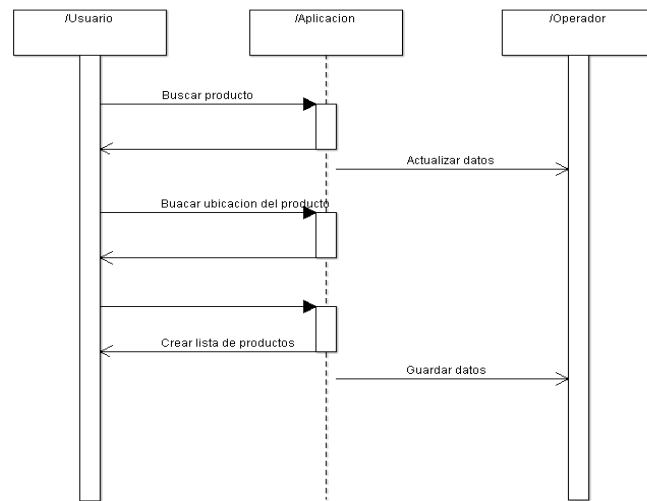 /Usuario
/Aplicacion
/Operador
Buscar producto
Actualizar datos
Buacar ubicacion del producto
Crear lista de productos
Guardar datos